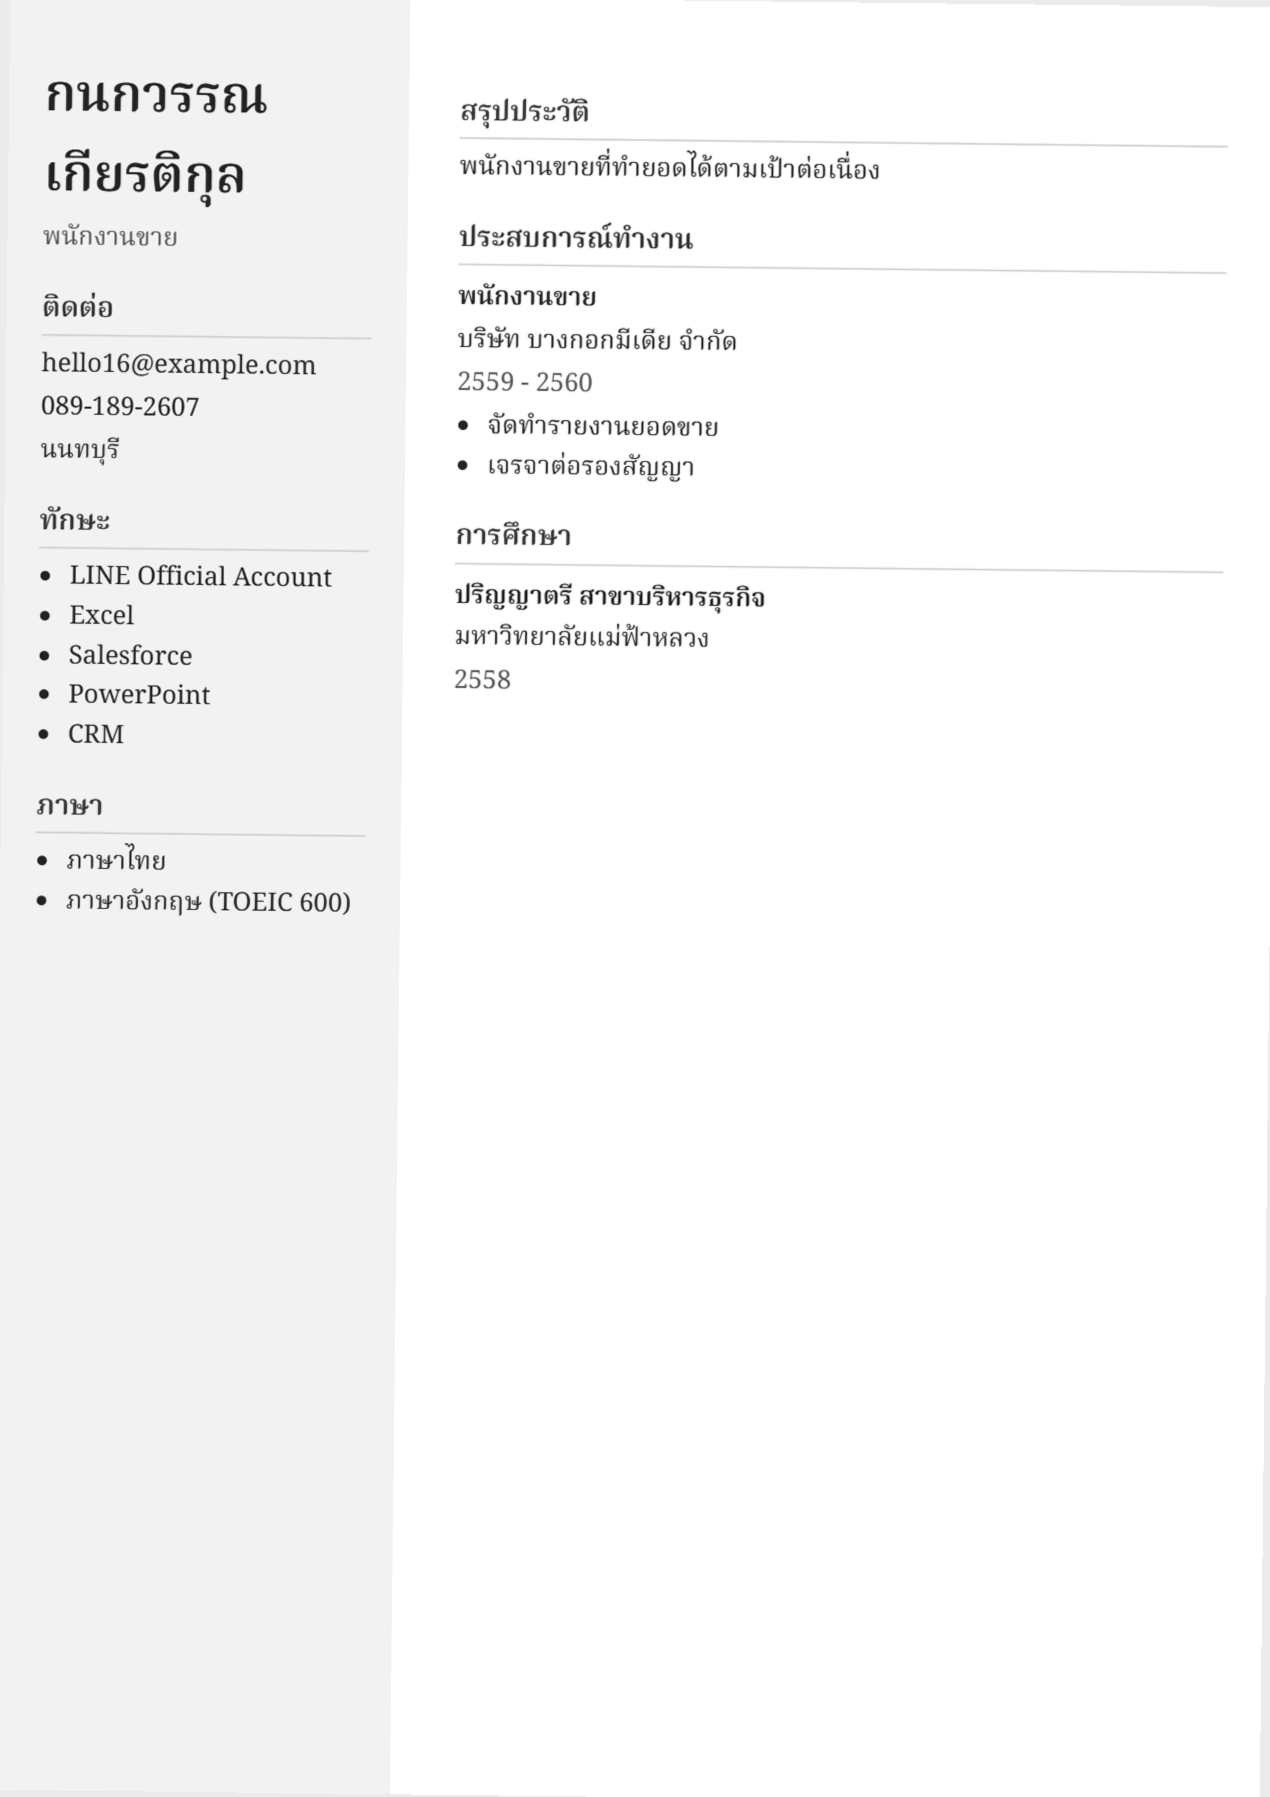 กนกวรรณ
เกียรติกุล
พนักงานขาย
ติดต่อ
hello16@example.com
089-189-2607
นนทบุรี
ทักษะ
• LINE Official Account
• Excel
• Salesforce
• PowerPoint
• CRM
ภาษา
• ภาษาไทย
• ภาษาอังกฤษ (TOEIC 600)
สรุปประวัติ
พนักงานขายที่ทำยอดได้ตามเป้าต่อเนื่อง
ประสบการณ์ทำงาน
พนักงานขาย
บริษัท บางกอกมีเดีย จำกัด
2559 - 2560
• จัดทำรายงานยอดขาย
• เจรจาต่อรองสัญญา
การศึกษา
ปริญญาตรี สาขาบริหารธุรกิจ
มหาวิทยาลัยแม่ฟ้าหลวง
2558